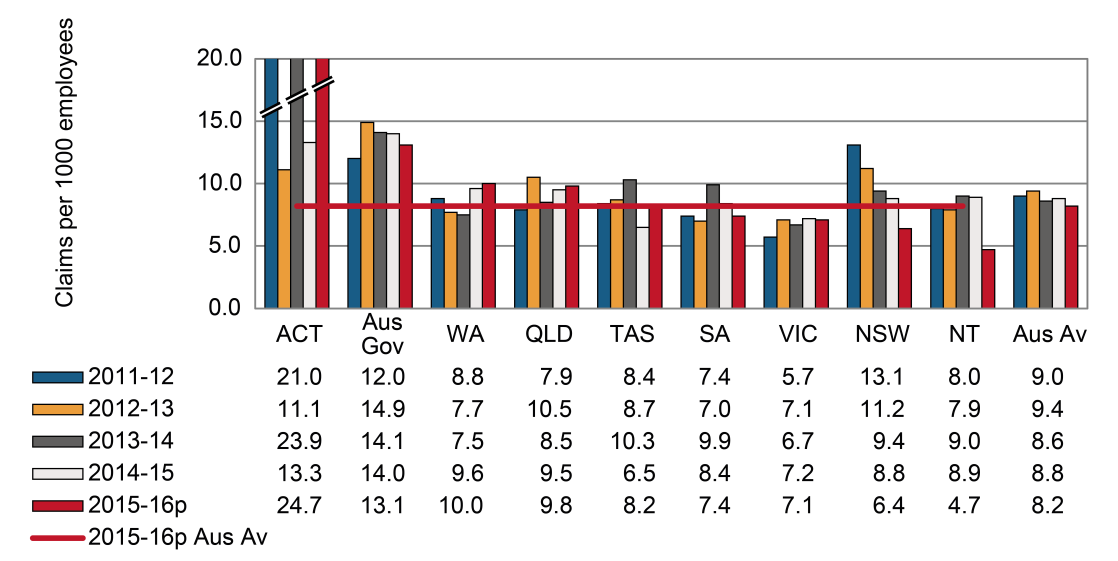 Claims per 1000 employees
20.0
15.0
10.0
5.0
0.0
ACT Aus Gov WA QLD TAS SA VIC NSW NT Aus Av
2011-12 21.0 12.0 8.8 7.9 8.4 7.4 5.7 13.1 8.0 9.0
2012-13 11.1 14.9 7.7 10.5 8.7 7.0 7.1 11.2 7.9 9.4
2013-14 23.9 14.1 7.5 8.5 10.3 9.9 6.7 9.4 9.0 8.6
2014-15 13.3 14.0 9.6 9.5 6.5 8.4 7.2 8.8 8.9 8.8
2015-16p 24.7 13.1 10.0 9.8 8.2 7.4 7.1 6.4 4.7 8.2
2015-16p Aus Av